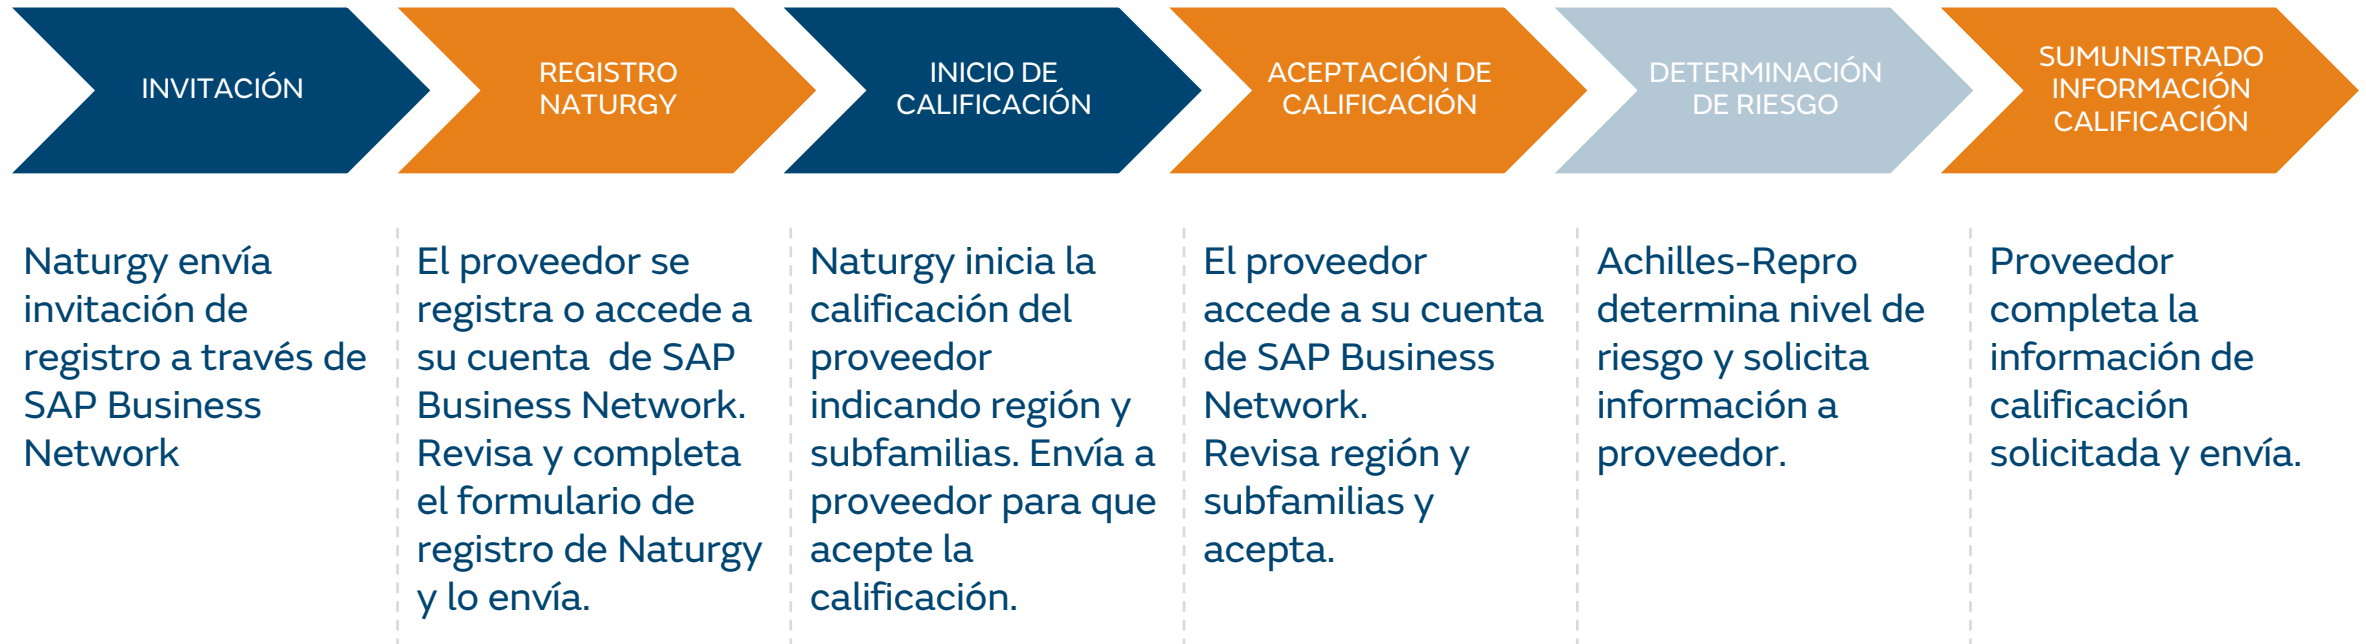 INVITACIÓN
REGISTRO
NATURGY
INICIO DE
CALIFICACIÓN
ACEPTACIÓN DE
CALIFICACIÓN
DETERMINACIÓN
DE RIESGO
SUMUNISTRADO
INFORMACIÓN
CALIFICACIÓN
Naturgy envía
invitación de
registro a través de
SAP Business
Network
El proveedor se
registra o accede a
su cuenta  de SAP
Business Network.
Revisa y completa
el formulario de
registro de Naturgy
y lo envía.
Naturgy inicia la
calificación del
proveedor
indicando región y
subfamilias. Envía a
proveedor para que
acepte la
calificación.
El proveedor
accede a su cuenta
de SAP Business
Network.
Revisa región y
subfamilias y
acepta.
Achilles-Repro
determina nivel de
riesgo y solicita
información a
proveedor.
Proveedor
completa la
información de
calificación
solicitada y envía.